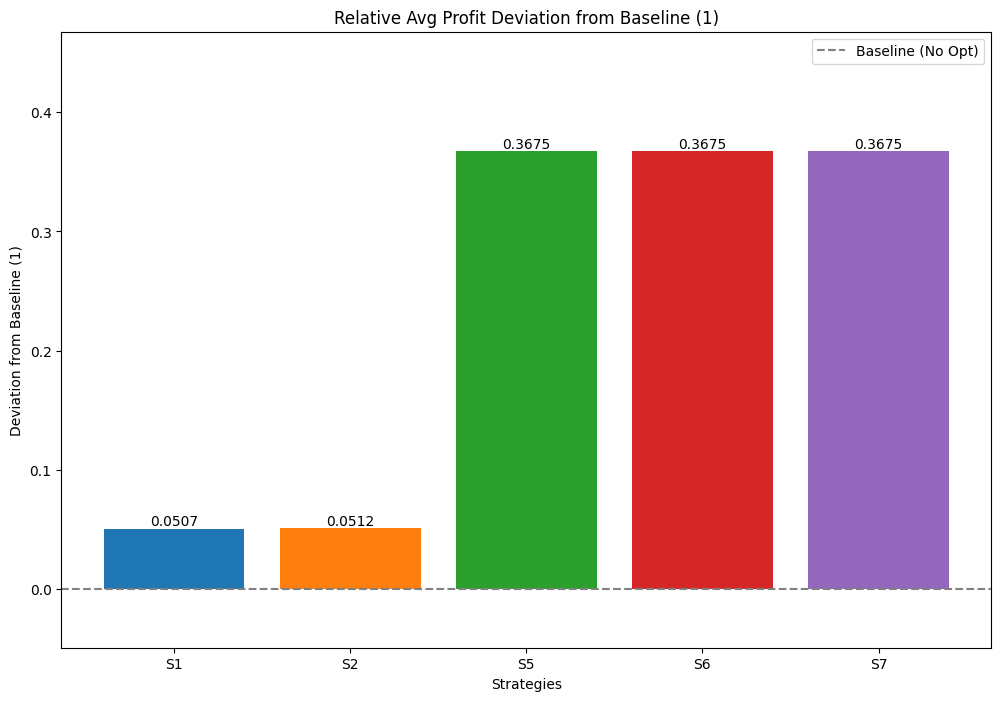 Relative Avg Profit Deviation from Baseline (1)
Baseline (No Opt)
Deviation from Baseline (1)
0.4
0.3
0.2
0.1
0.0
0.0507
0.0512
0.3675
0.3675
0.3675
S1
S2
S5
S6
S7
Strategies